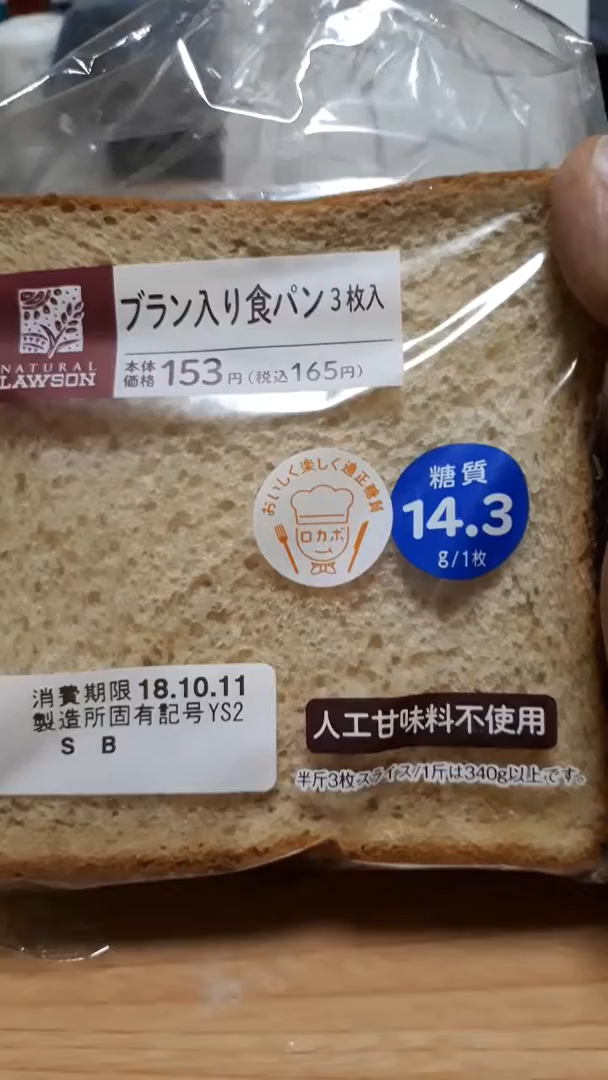 ブラン入り食パン3枚入
NATURAL
LAWSON
本体価格 153円(税込165円)
おいしく楽しく適正糖質
ロカボ
糖質
14.3
g/1枚
消費期限 18.10.11
製造所固有記号 YS2
S B
人工甘味料不使用
半斤3枚スライス/1斤は340g以上です。